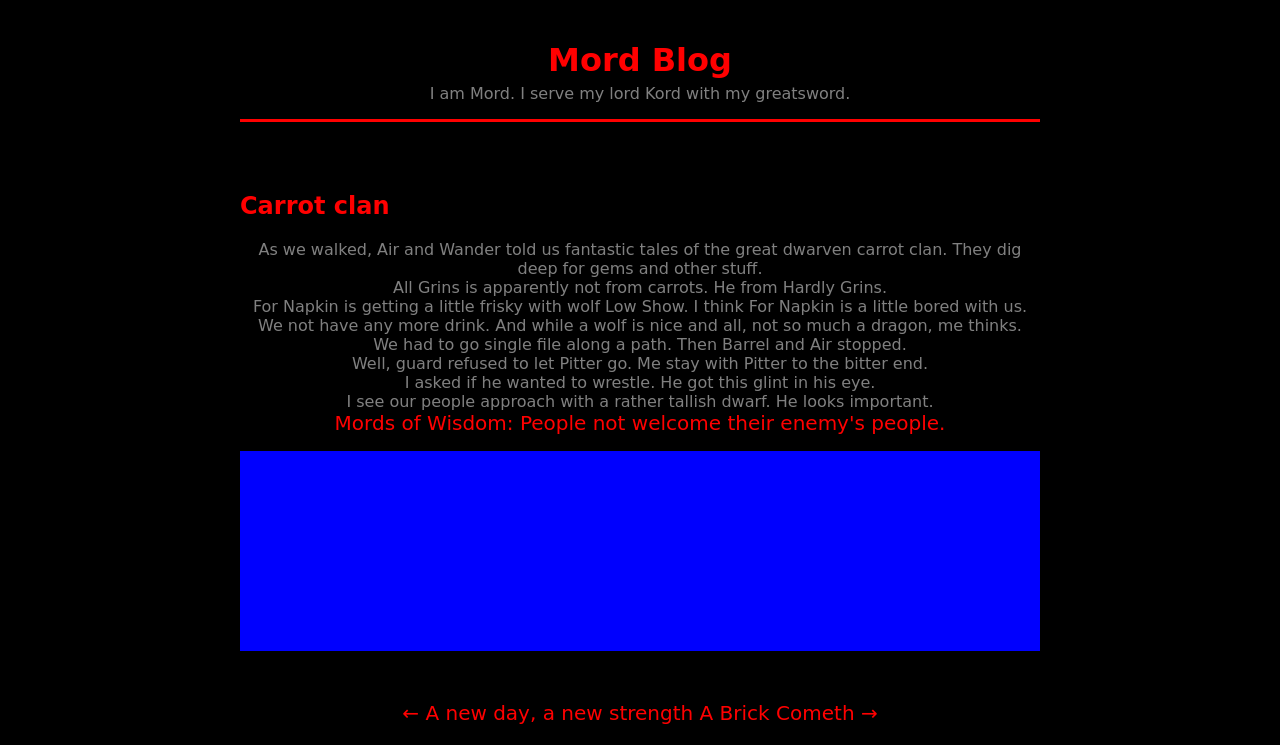 Mord Blog
I am Mord. I serve my lord Kord with my greatsword.
Carrot clan
As we walked, Air and Wander told us fantastic tales of the great dwarven carrot clan. They dig
deep for gems and other stuff.
All Grins is apparently not from carrots. He from Hardly Grins.
For Napkin is getting a little frisky with wolf Low Show. I think For Napkin is a little bored with us.
We not have any more drink. And while a wolf is nice and all, not so much a dragon, me thinks.
We had to go single file along a path. Then Barrel and Air stopped.
Well, guard refused to let Pitter go. Me stay with Pitter to the bitter end.
I asked if he wanted to wrestle. He got this glint in his eye.
I see our people approach with a rather tallish dwarf. He looks important.
Mords of Wisdom: People not welcome their enemy's people.
← A new day, a new strength A Brick Cometh →